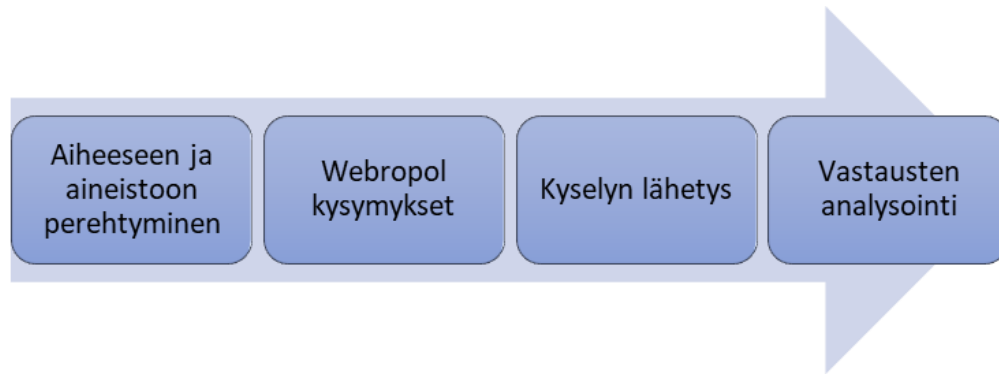 Aiheeseen ja
aineistoon
perehtyminen
Webropol
kysymykset
Kyselyn lähetys
Vastausten
analysointi